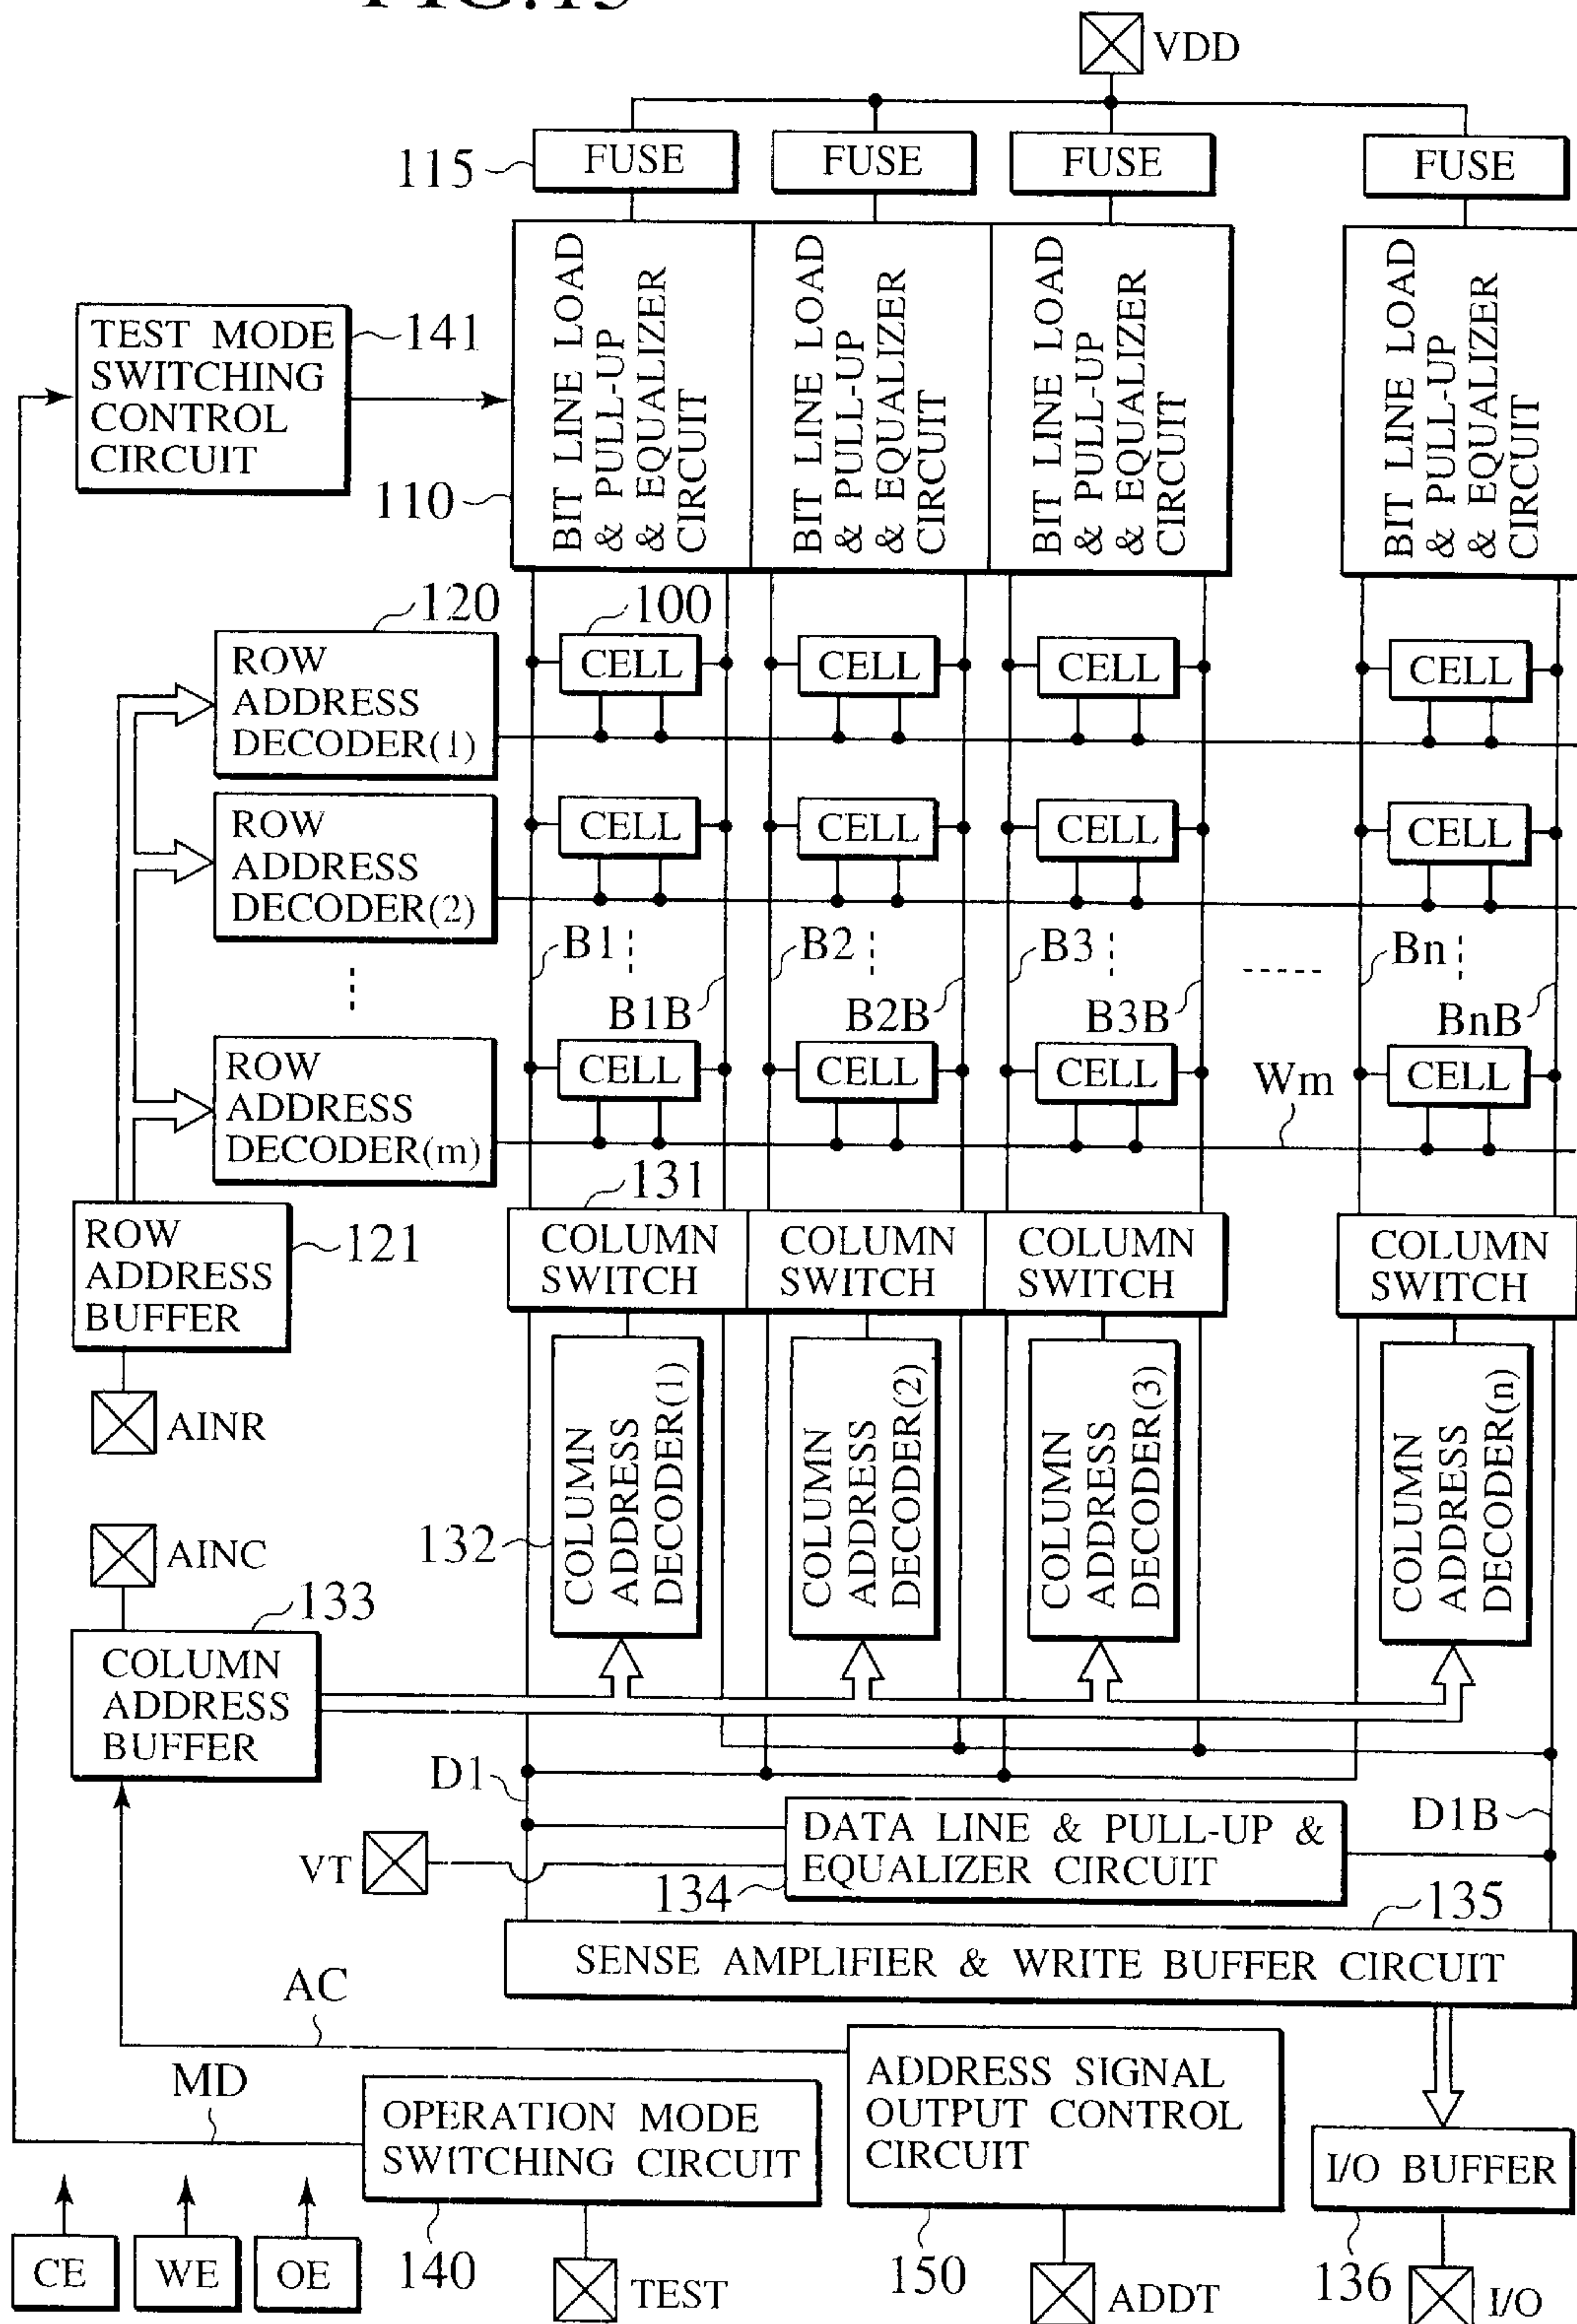 VDD
115
FUSE
FUSE
FUSE
FUSE
TEST MODE
SWITCHING
CONTROL
CIRCUIT
141
110
BIT LINE LOAD
& PULL-UP
& EQUALIZER
CIRCUIT
BIT LINE LOAD
& PULL-UP
& EQUALIZER
CIRCUIT
BIT LINE LOAD
& PULL-UP
& EQUALIZER
CIRCUIT
BIT LINE LOAD
& PULL-UP
& EQUALIZER
CIRCUIT
120
100
ROW
ADDRESS
DECODER(1)
CELL
CELL
CELL
CELL
ROW
ADDRESS
DECODER(2)
CELL
CELL
CELL
CELL
B1
B2
B3
Bn
B1B
B2B
B3B
BnB
ROW
ADDRESS
DECODER(m)
CELL
CELL
CELL
Wm
CELL
131
ROW
ADDRESS
BUFFER
121
COLUMN
SWITCH
COLUMN
SWITCH
COLUMN
SWITCH
COLUMN
SWITCH
AINR
132
COLUMN
ADDRESS
DECODER(1)
COLUMN
ADDRESS
DECODER(2)
COLUMN
ADDRESS
DECODER(3)
COLUMN
ADDRESS
DECODER(n)
AINC
133
COLUMN
ADDRESS
BUFFER
D1
D1B
VT
DATA LINE & PULL-UP &
EQUALIZER CIRCUIT
134
135
SENSE AMPLIFIER & WRITE BUFFER CIRCUIT
AC
MD
OPERATION MODE
SWITCHING CIRCUIT
ADDRESS SIGNAL
OUTPUT CONTROL
CIRCUIT
I/O BUFFER
CE
WE
OE
140
150
136
TEST
ADDT
I/O